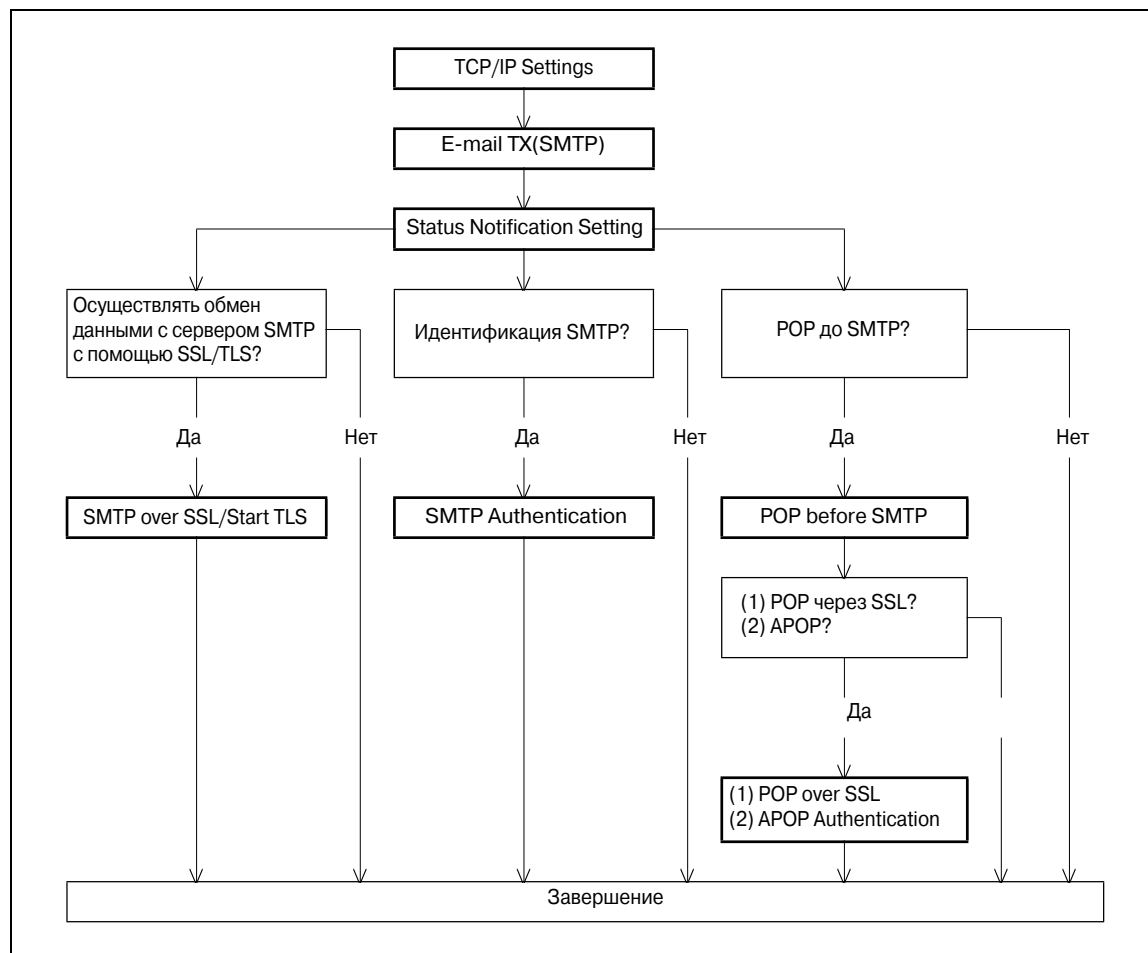 TCP/IP Settings
E-mail TX(SMTP)
Status Notification Setting
Осуществлять обмен
данными с сервером SMTP
с помощью SSL/TLS?
Идентификация SMTP?
POP до SMTP?
Да
Нет
Да
Нет
Да
Нет
SMTP over SSL/Start TLS
SMTP Authentication
POP before SMTP
(1) POP через SSL?
(2) APOP?
Да
(1) POP over SSL
(2) APOP Authentication
Завершение